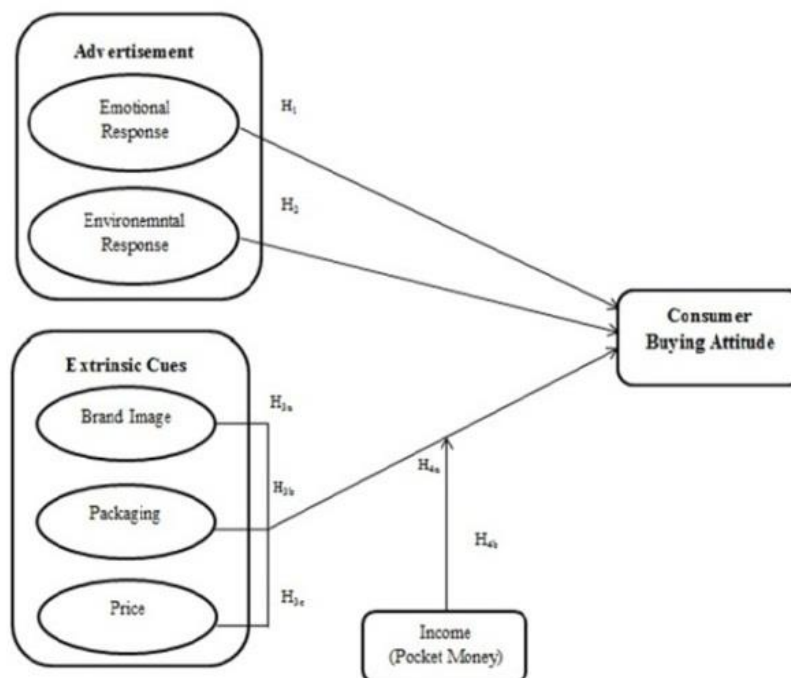 Advertisement
Emotional
Response
H₁
Environemntal
Response
H₂
Consumer
Buying Attitude
Extrinsic Cues
Brand Image
H₃ₐ
Packaging
H₃b
Price
H₃c
H₄ₐ
H₄b
Income
(Pocket Money)